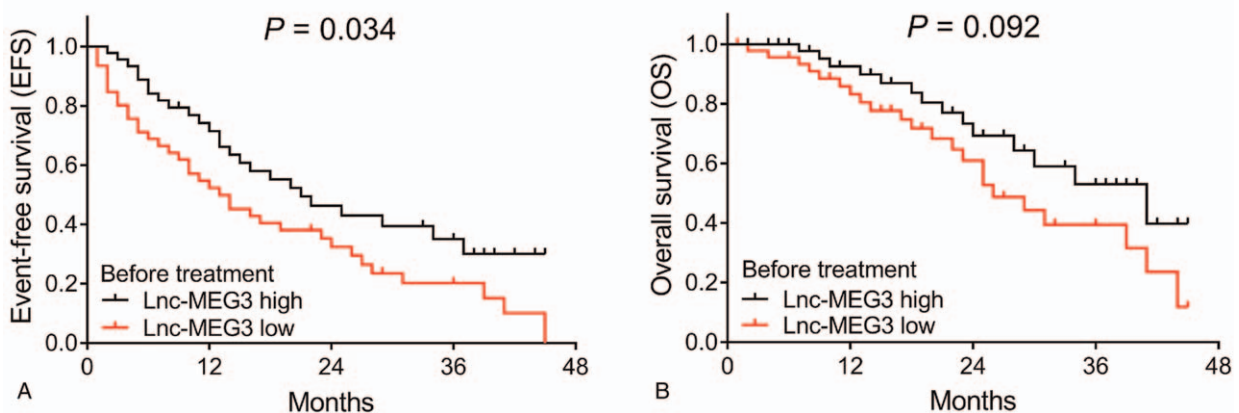 P = 0.034
Event-free survival (EFS)
1.0
0.8
0.6
0.4
0.2
0.0
Before treatment
Lnc-MEG3 high
Lnc-MEG3 low
0 12 24 36 48
Months
A
P = 0.092
Overall survival (OS)
1.0
0.8
0.6
0.4
0.2
0.0
Before treatment
Lnc-MEG3 high
Lnc-MEG3 low
0 12 24 36 48
Months
B